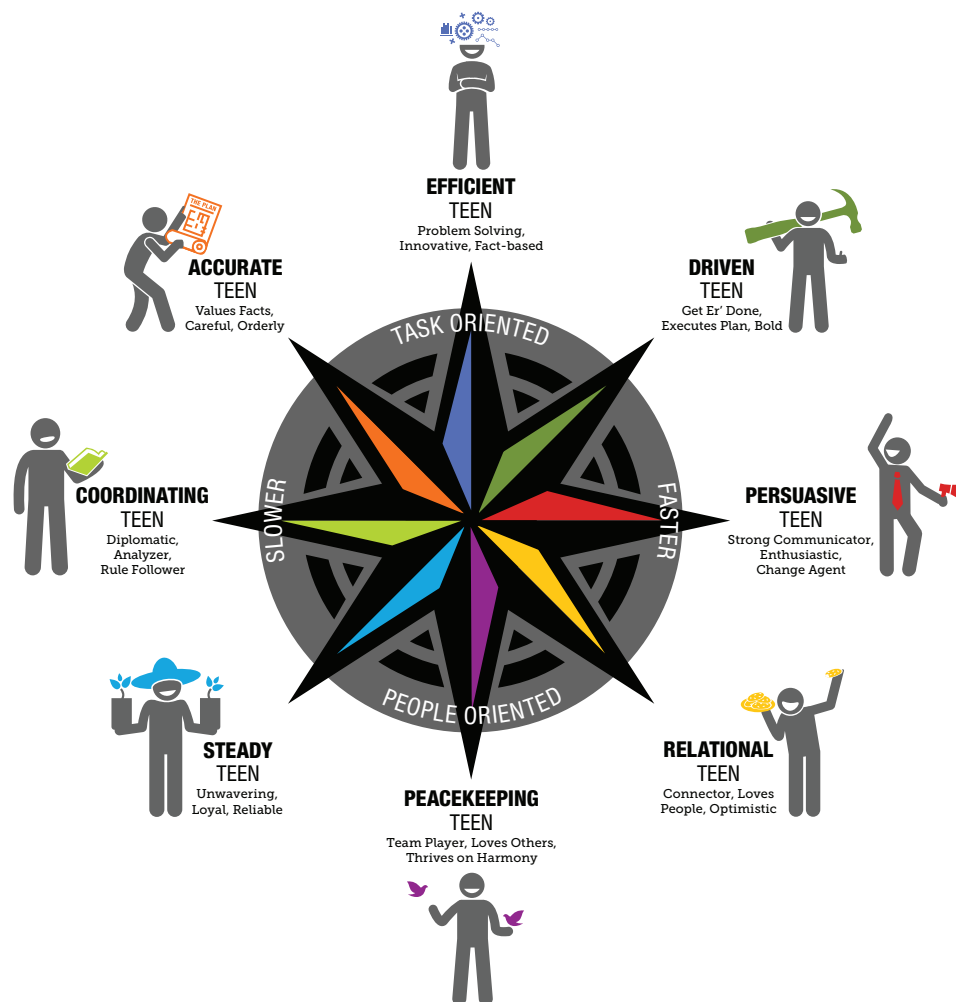 EFFICIENT
TEEN
Problem Solving,
Innovative, Fact-based
THE PLAN
ACCURATE
TEEN
Values Facts,
Careful, Orderly
DRIVEN
TEEN
Get Er’ Done,
Executes Plan, Bold
TASK ORIENTED
COORDINATING
TEEN
Diplomatic,
Analyzer,
Rule Follower
SLOWER
FASTER
PERSUASIVE
TEEN
Strong Communicator,
Enthusiastic,
Change Agent
PEOPLE ORIENTED
STEADY
TEEN
Unwavering,
Loyal, Reliable
RELATIONAL
TEEN
Connector, Loves
People, Optimistic
PEACEKEEPING
TEEN
Team Player, Loves Others,
Thrives on Harmony